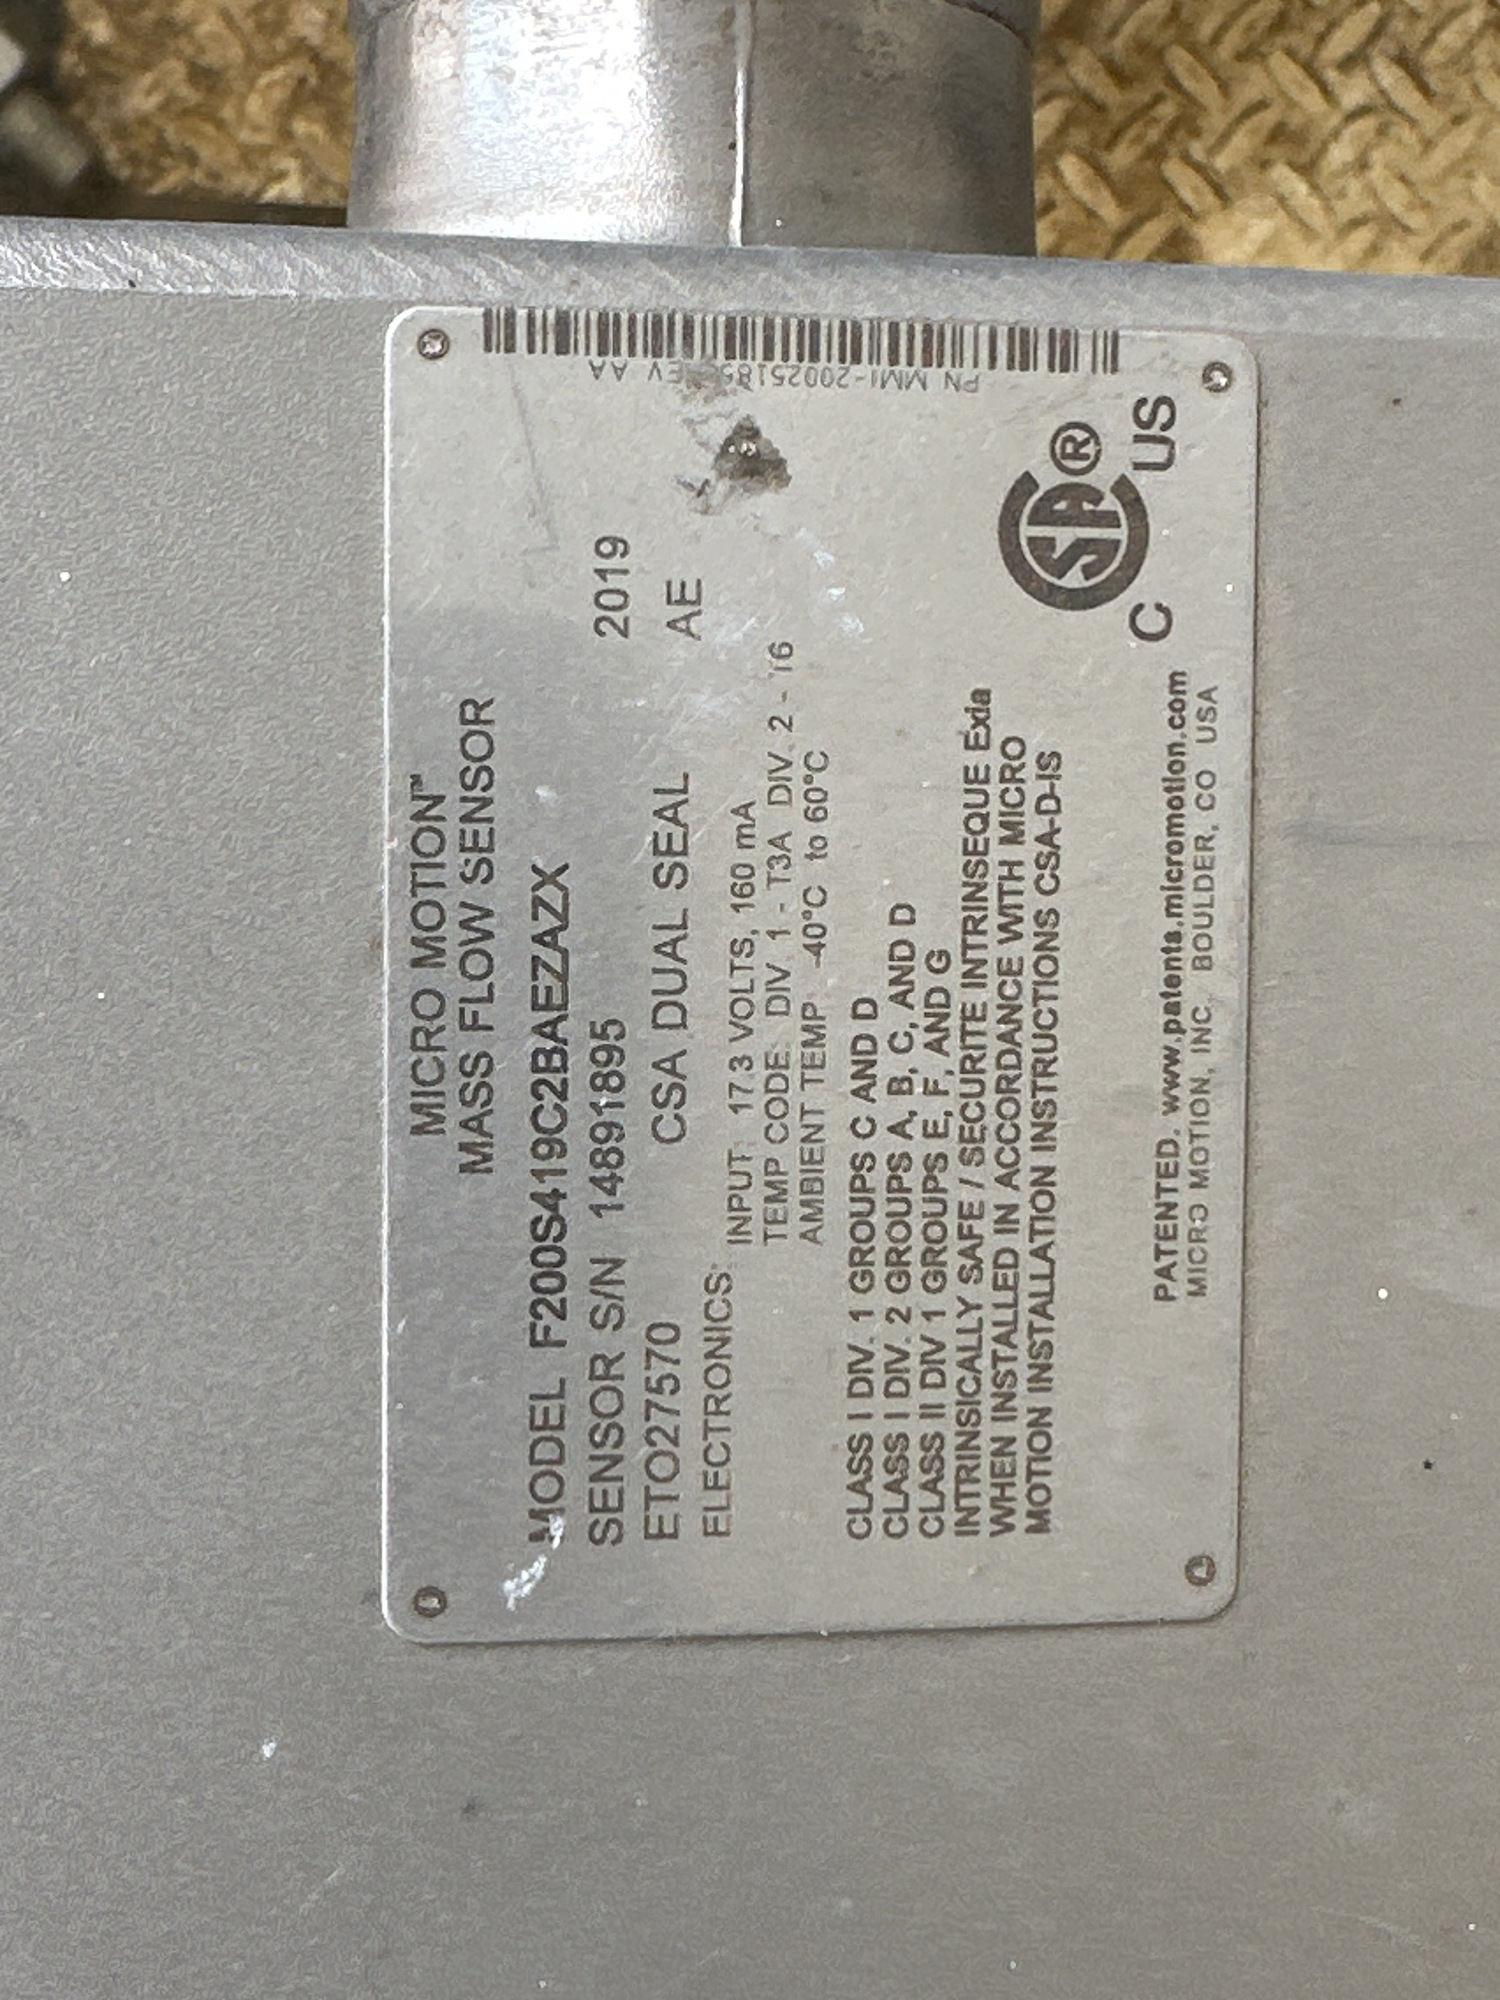 MICRO MOTION™
MASS FLOW SENSOR
MODEL F200S419C2BAEZAZX
SENSOR S/N 14891895 2019
ETO27570 CSA DUAL SEAL AE
ELECTRONICS:
INPUT: 17.3 VOLTS, 160 mA
TEMP CODE: DIV. 1 - T3A DIV. 2 - T6
AMBIENT TEMP. -40°C to 60°C
CLASS I DIV. 1 GROUPS C AND D
CLASS I DIV. 2 GROUPS A, B, C, AND D
CLASS II DIV 1 GROUPS E, F, AND G
INTRINSICALLY SAFE / SECURITE INTRINSEQUE Exia
WHEN INSTALLED IN ACCORDANCE WITH MICRO
MOTION INSTALLATION INSTRUCTIONS CSA-D-IS
PATENTED. www.patents.micromotion.com
MICRO MOTION, INC. BOULDER, CO USA
C SA® US
PN REV AA